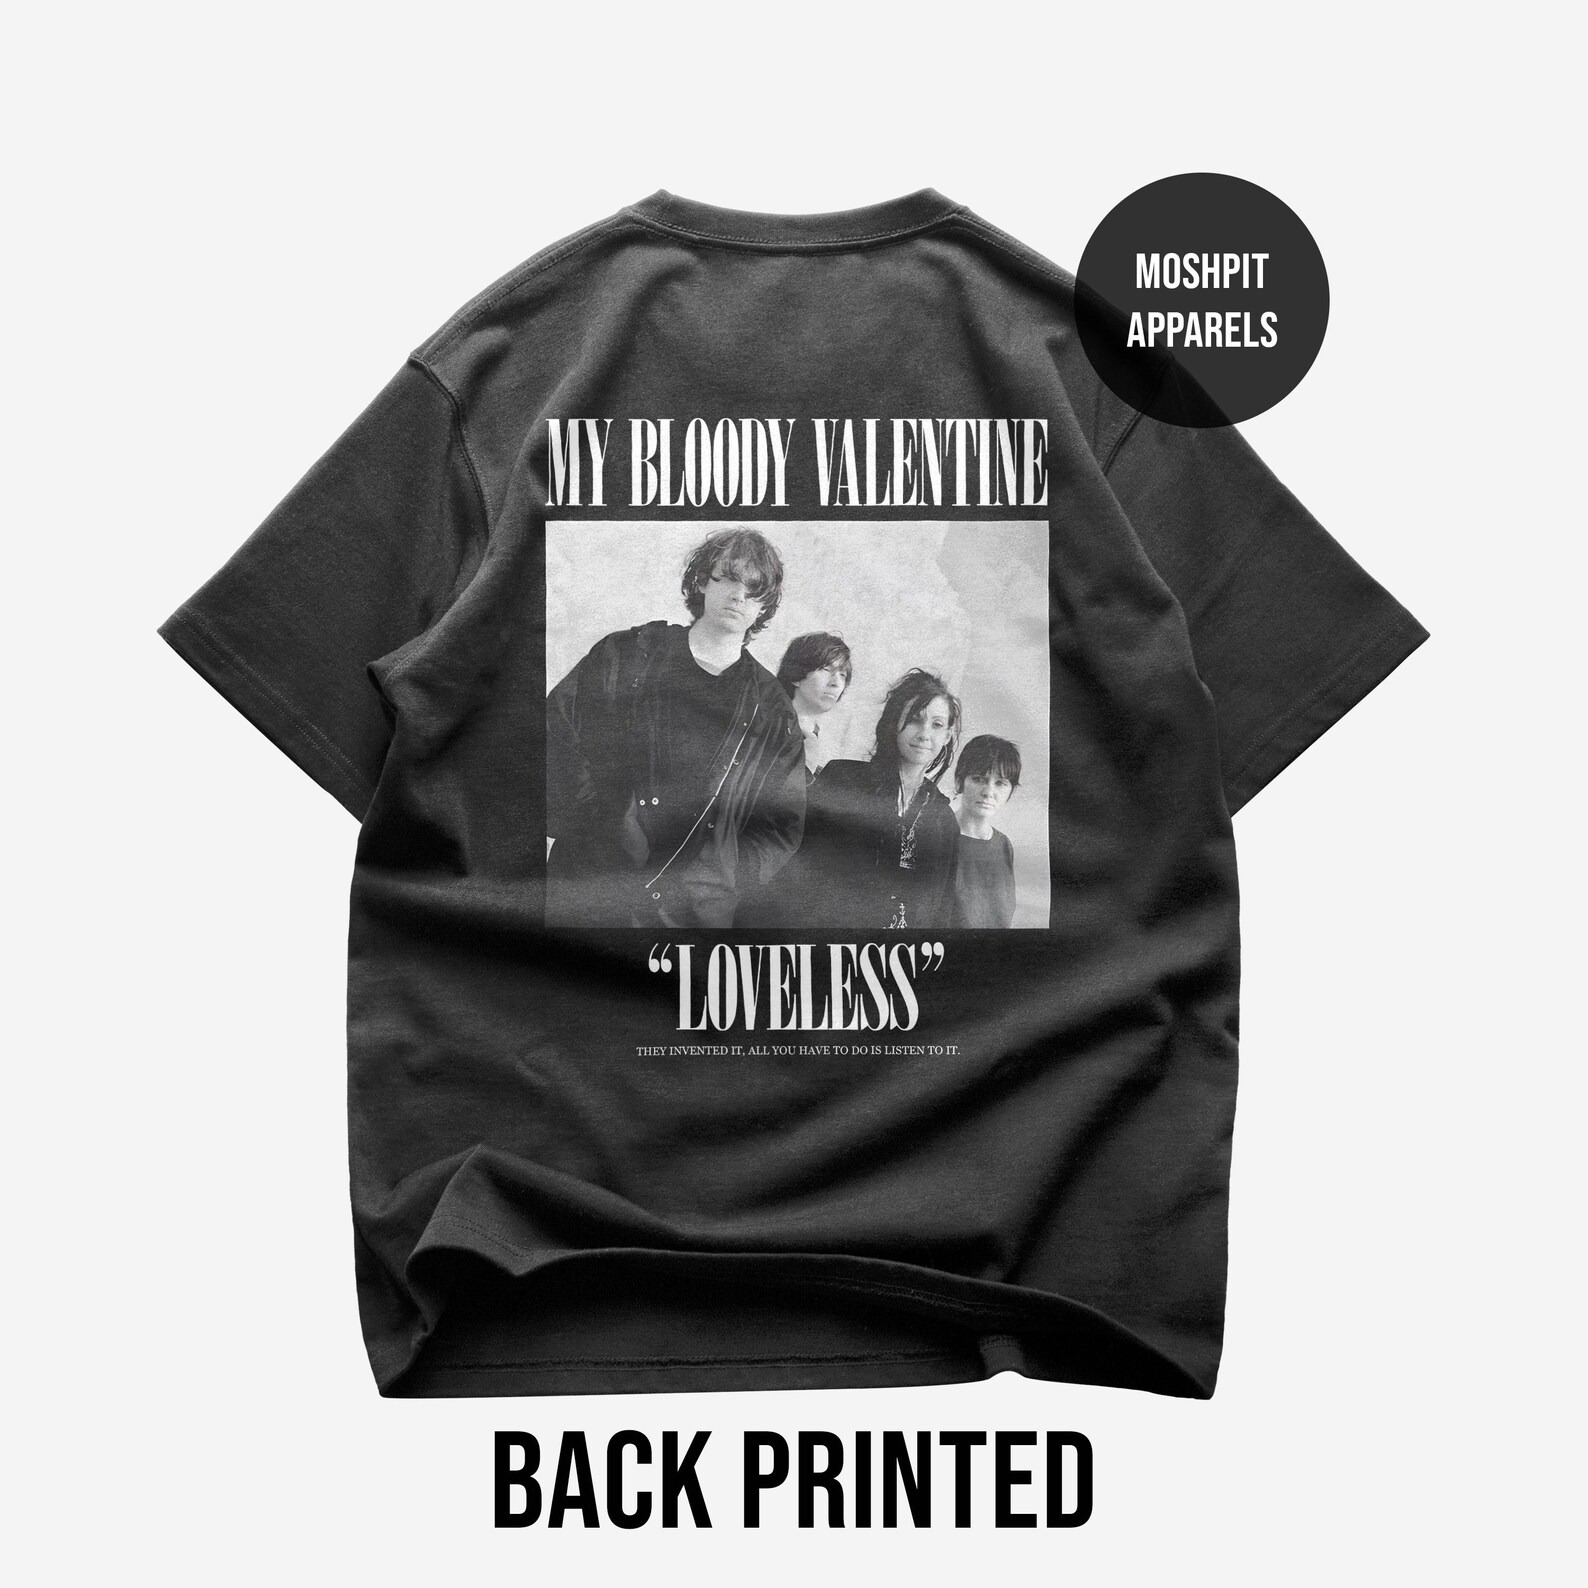 MOSHPIT
APPARELS
MY BLOODY VALENTINE
“LOVELESS”
THEY INVENTED IT, ALL YOU HAVE TO DO IS LISTEN TO IT.
BACK PRINTED